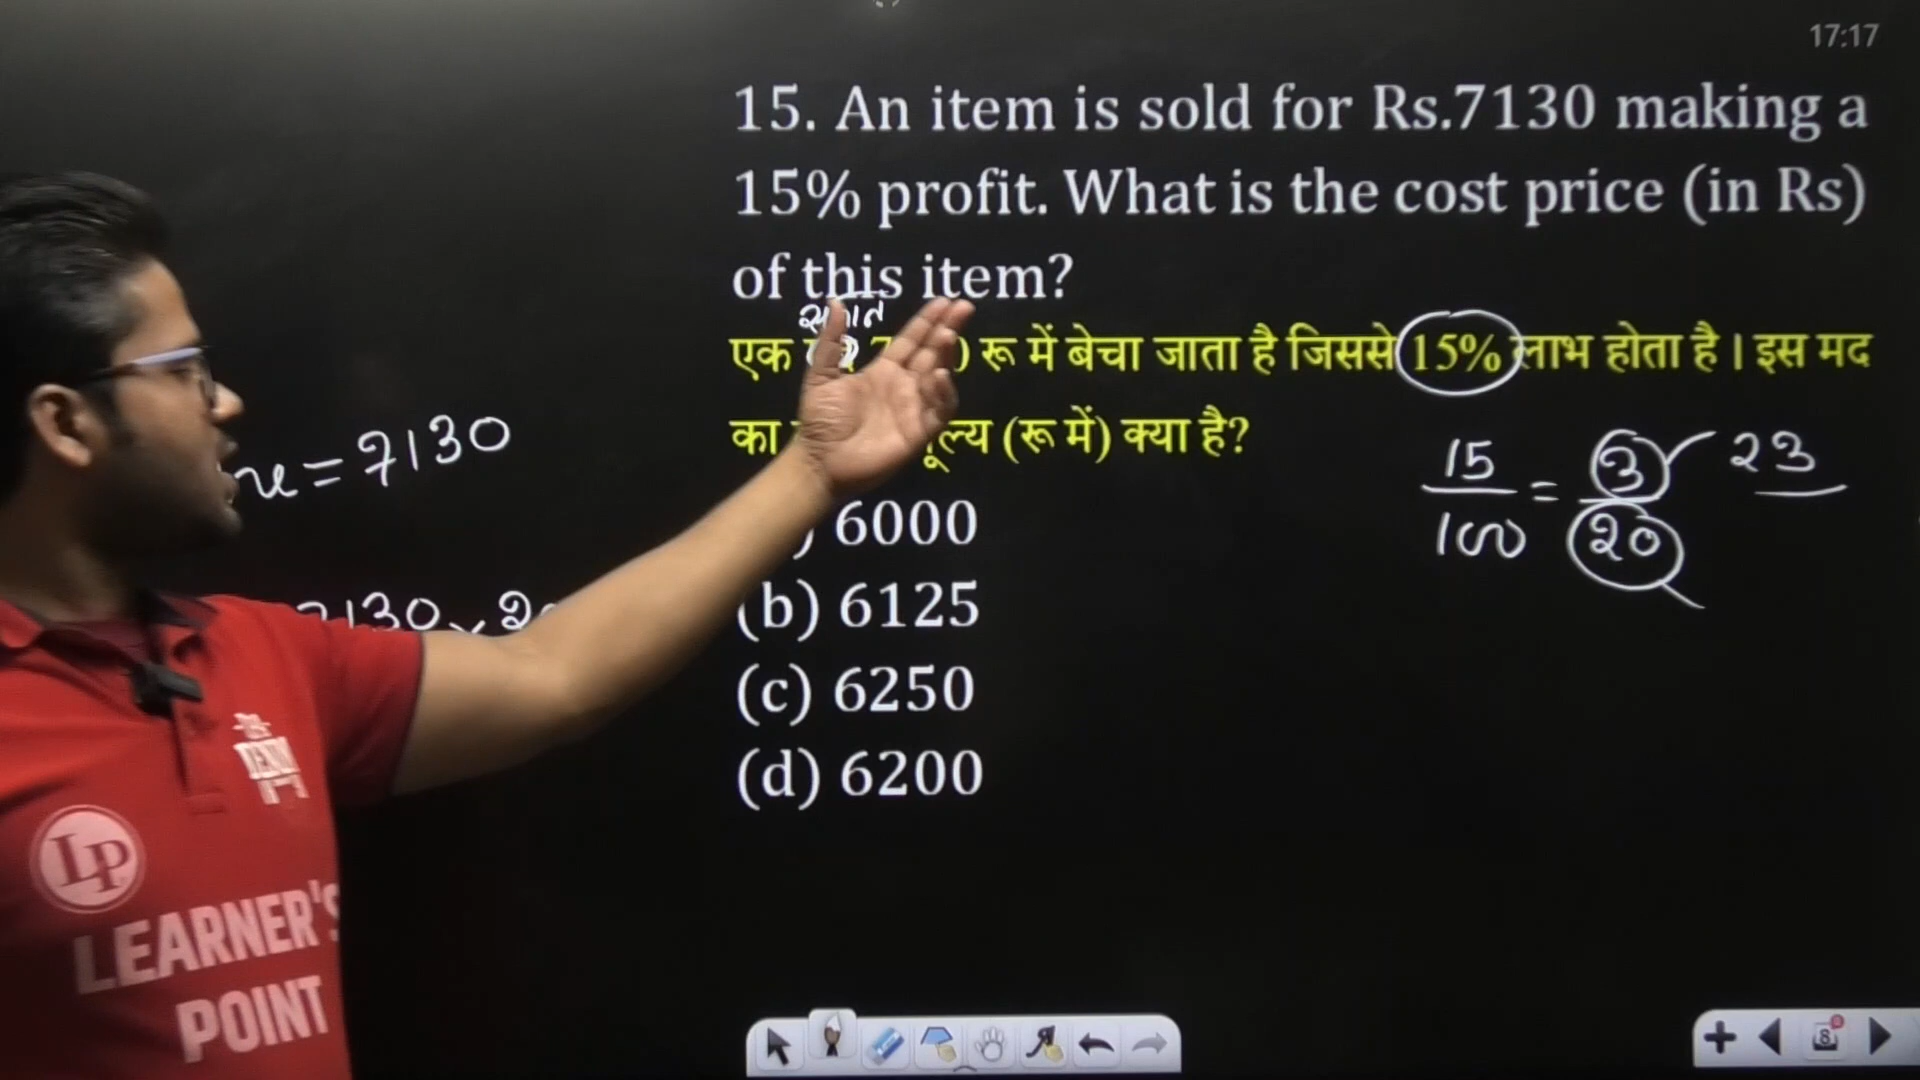 17:17
15. An item is sold for Rs.7130 making a
15% profit. What is the cost price (in Rs)
of this item?
एक रू में बेचा जाता है जिससे 15% लाभ होता है । इस मद
का (रू में) क्या है?
= 7130
15/100 = 3/20 23
6000
(b) 6125
(c) 6250
(d) 6200
LP
LEARNER'S
POINT
8